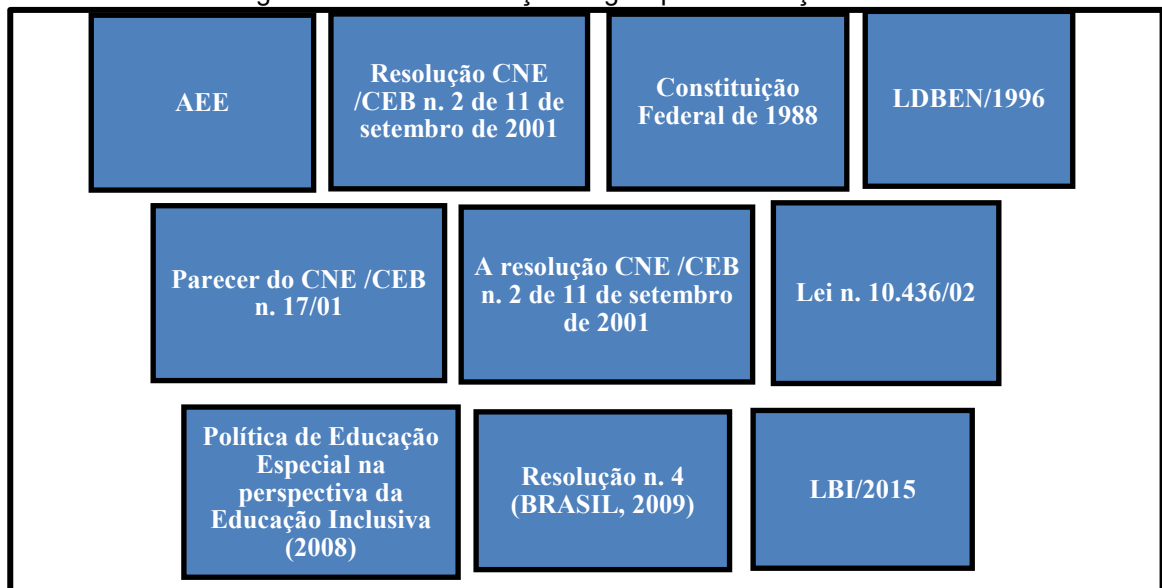 AEE
Resolução CNE
/CEB n. 2 de 11 de
setembro de 2001
Constituição
Federal de 1988
LDBEN/1996
Parecer do CNE /CEB
n. 17/01
A resolução CNE /CEB
n. 2 de 11 de setembro
de 2001
Lei n. 10.436/02
Política de Educação
Especial na
perspectiva da
Educação Inclusiva
(2008)
Resolução n. 4
(BRASIL, 2009)
LBI/2015